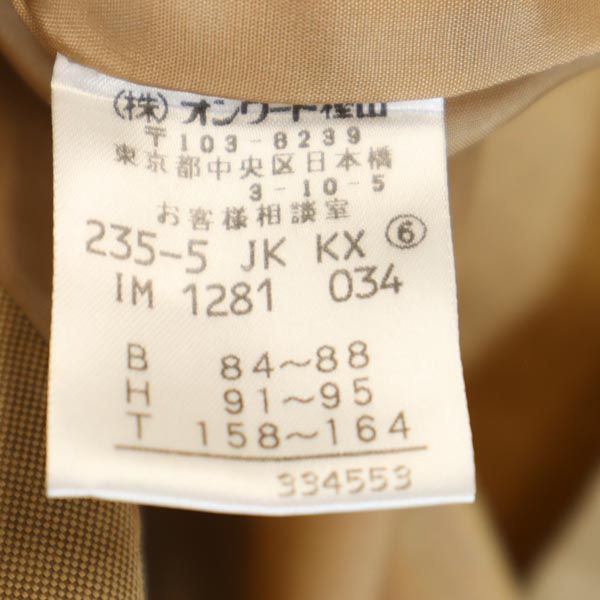 (株)オンワード樫山
〒103-8239
東京都中央区日本橋
3-10-5
お客様相談室
235-5 JK KX ⑥
IM 1281 034
B 84~88
H 91~95
T 158~164
334553